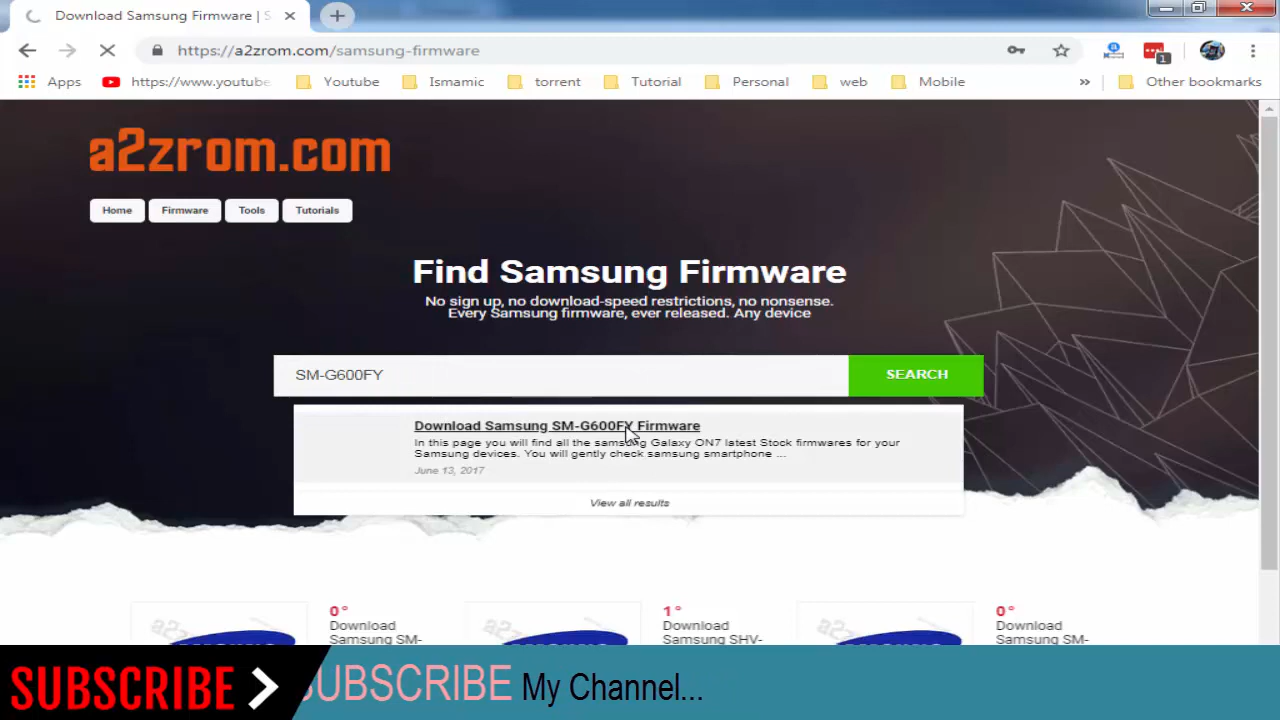 Download Samsung Firmware | S
https://a2zrom.com/samsung-firmware
1
Apps
https://www.youtube
Youtube
Ismamic
torrent
Tutorial
Personal
web
Mobile
»
Other bookmarks
a2zrom.com
Home
Firmware
Tools
Tutorials
Find Samsung Firmware
No sign up, no download-speed restrictions, no nonsense.
Every Samsung firmware, ever released. Any device
SM-G600FY
SEARCH
Download Samsung SM-G600FY Firmware
In this page you will find all the samsung Galaxy ON7 latest Stock firmwares for your
Samsung devices. You will gently check samsung smartphone ...
June 13, 2017
View all results
0°
Download
Samsung SM-
1°
Download
Samsung SHV-
0°
Download
Samsung SM-
SUBSCRIBE
SUBSCRIBE My Channel...